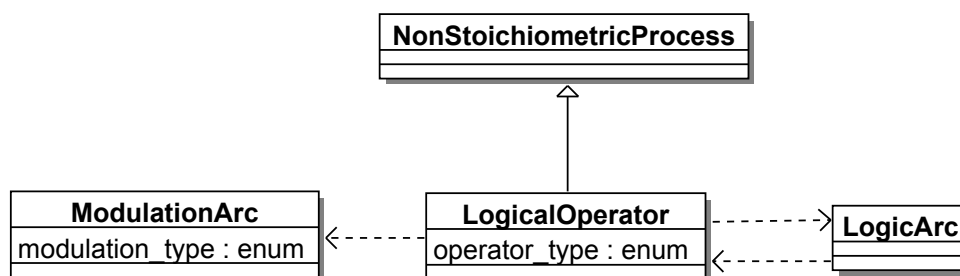 NonStoichiometricProcess
ModulationArc
modulation_type : enum
LogicalOperator
operator_type : enum
LogicArc